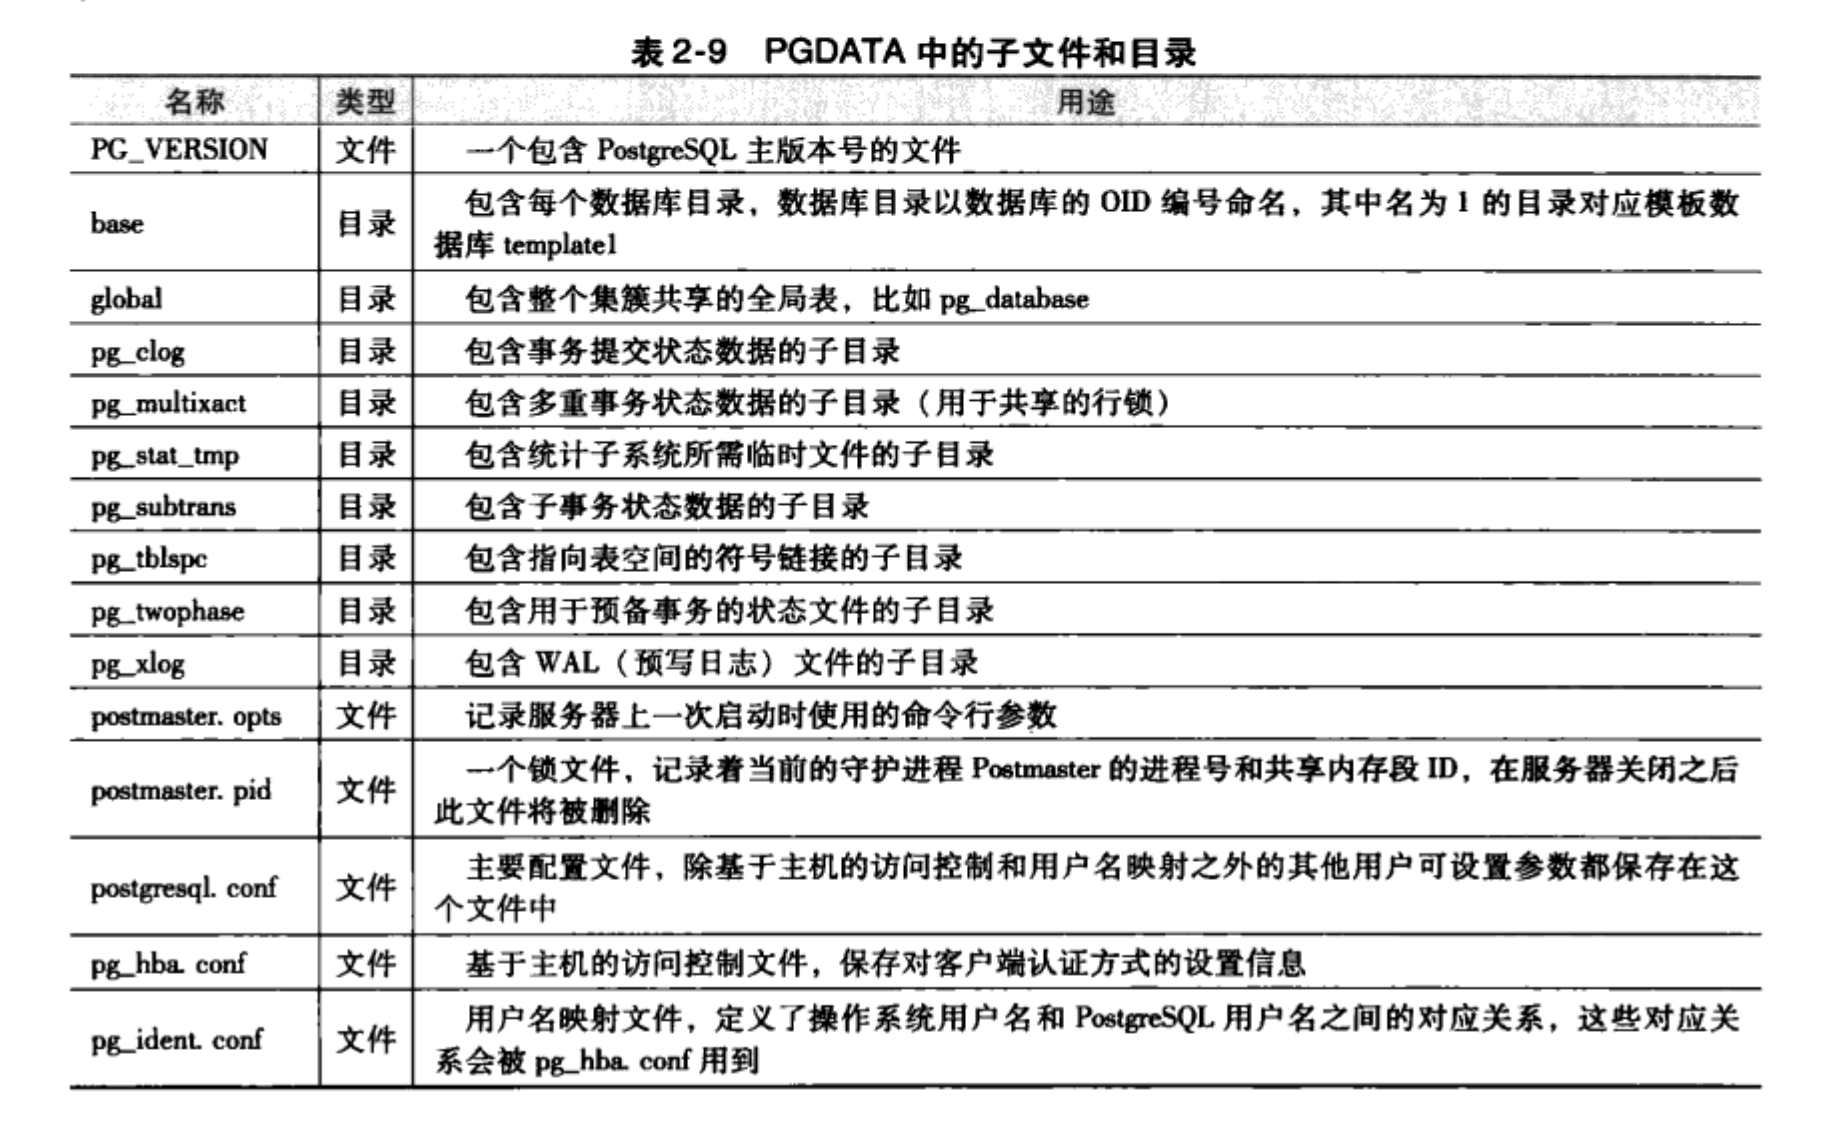 表2-9 PGDATA 中的子文件和目录
名称 类型 用途
PG_VERSION 文件 一个包含 PostgreSQL 主版本号的文件
base 目录 包含每个数据库目录，数据库目录以数据库的 OID 编号命名，其中名为 1 的目录对应模板数
据库 template1
global 目录 包含整个集簇共享的全局表，比如 pg_database
pg_clog 目录 包含事务提交状态数据的子目录
pg_multixact 目录 包含多重事务状态数据的子目录（用于共享的行锁）
pg_stat_tmp 目录 包含统计子系统所需临时文件的子目录
pg_subtrans 目录 包含子事务状态数据的子目录
pg_tblspc 目录 包含指向表空间的符号链接的子目录
pg_twophase 目录 包含用于预备事务的状态文件的子目录
pg_xlog 目录 包含 WAL（预写日志）文件的子目录
postmaster. opts 文件 记录服务器上一次启动时使用的命令行参数
postmaster. pid 文件 一个锁文件，记录着当前的守护进程 Postmaster 的进程号和共享内存段 ID，在服务器关闭之后
此文件将被删除
postgresql. conf 文件 主要配置文件，除基于主机的访问控制和用户名映射之外的其他用户可设置参数都保存在这
个文件中
pg_hba. conf 文件 基于主机的访问控制文件，保存对客户端认证方式的设置信息
pg_ident. conf 文件 用户名映射文件，定义了操作系统用户名和 PostgreSQL 用户名之间的对应关系，这些对应关
系会被 pg_hba. conf 用到